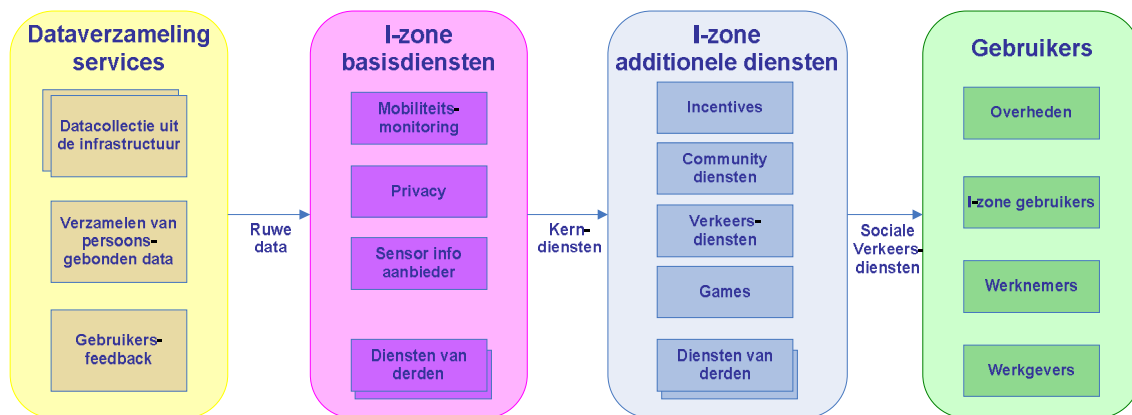 Dataverzameling
services
Datacollectie uit
de infrastructuur
Verzamelen van
persoons-
gebonden data
Gebruikers-
feedback
Ruwe
data
I-zone
basisdiensten
Mobiliteits-
monitoring
Privacy
Sensor info
aanbieder
Diensten van
derden
Kern-
diensten
I-zone
additionele diensten
Incentives
Community
diensten
Verkeers-
diensten
Games
Diensten van
derden
Sociale
Verkeers-
diensten
Gebruikers
Overheden
I-zone gebruikers
Werknemers
Werkgevers